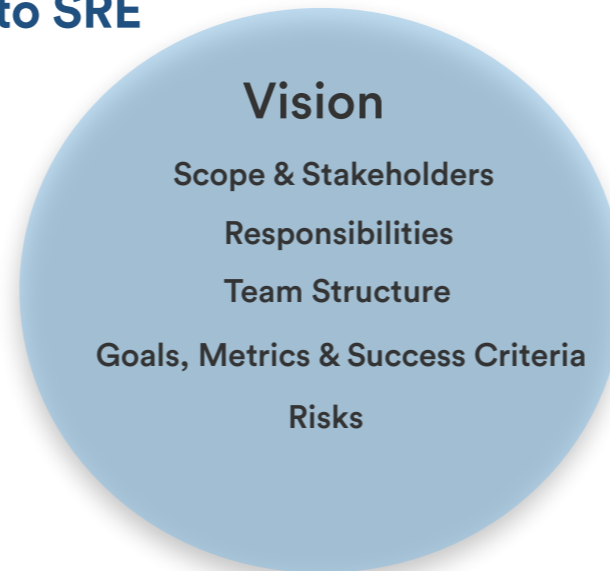 to SRE
Vision
Scope & Stakeholders
Responsibilities
Team Structure
Goals, Metrics & Success Criteria
Risks